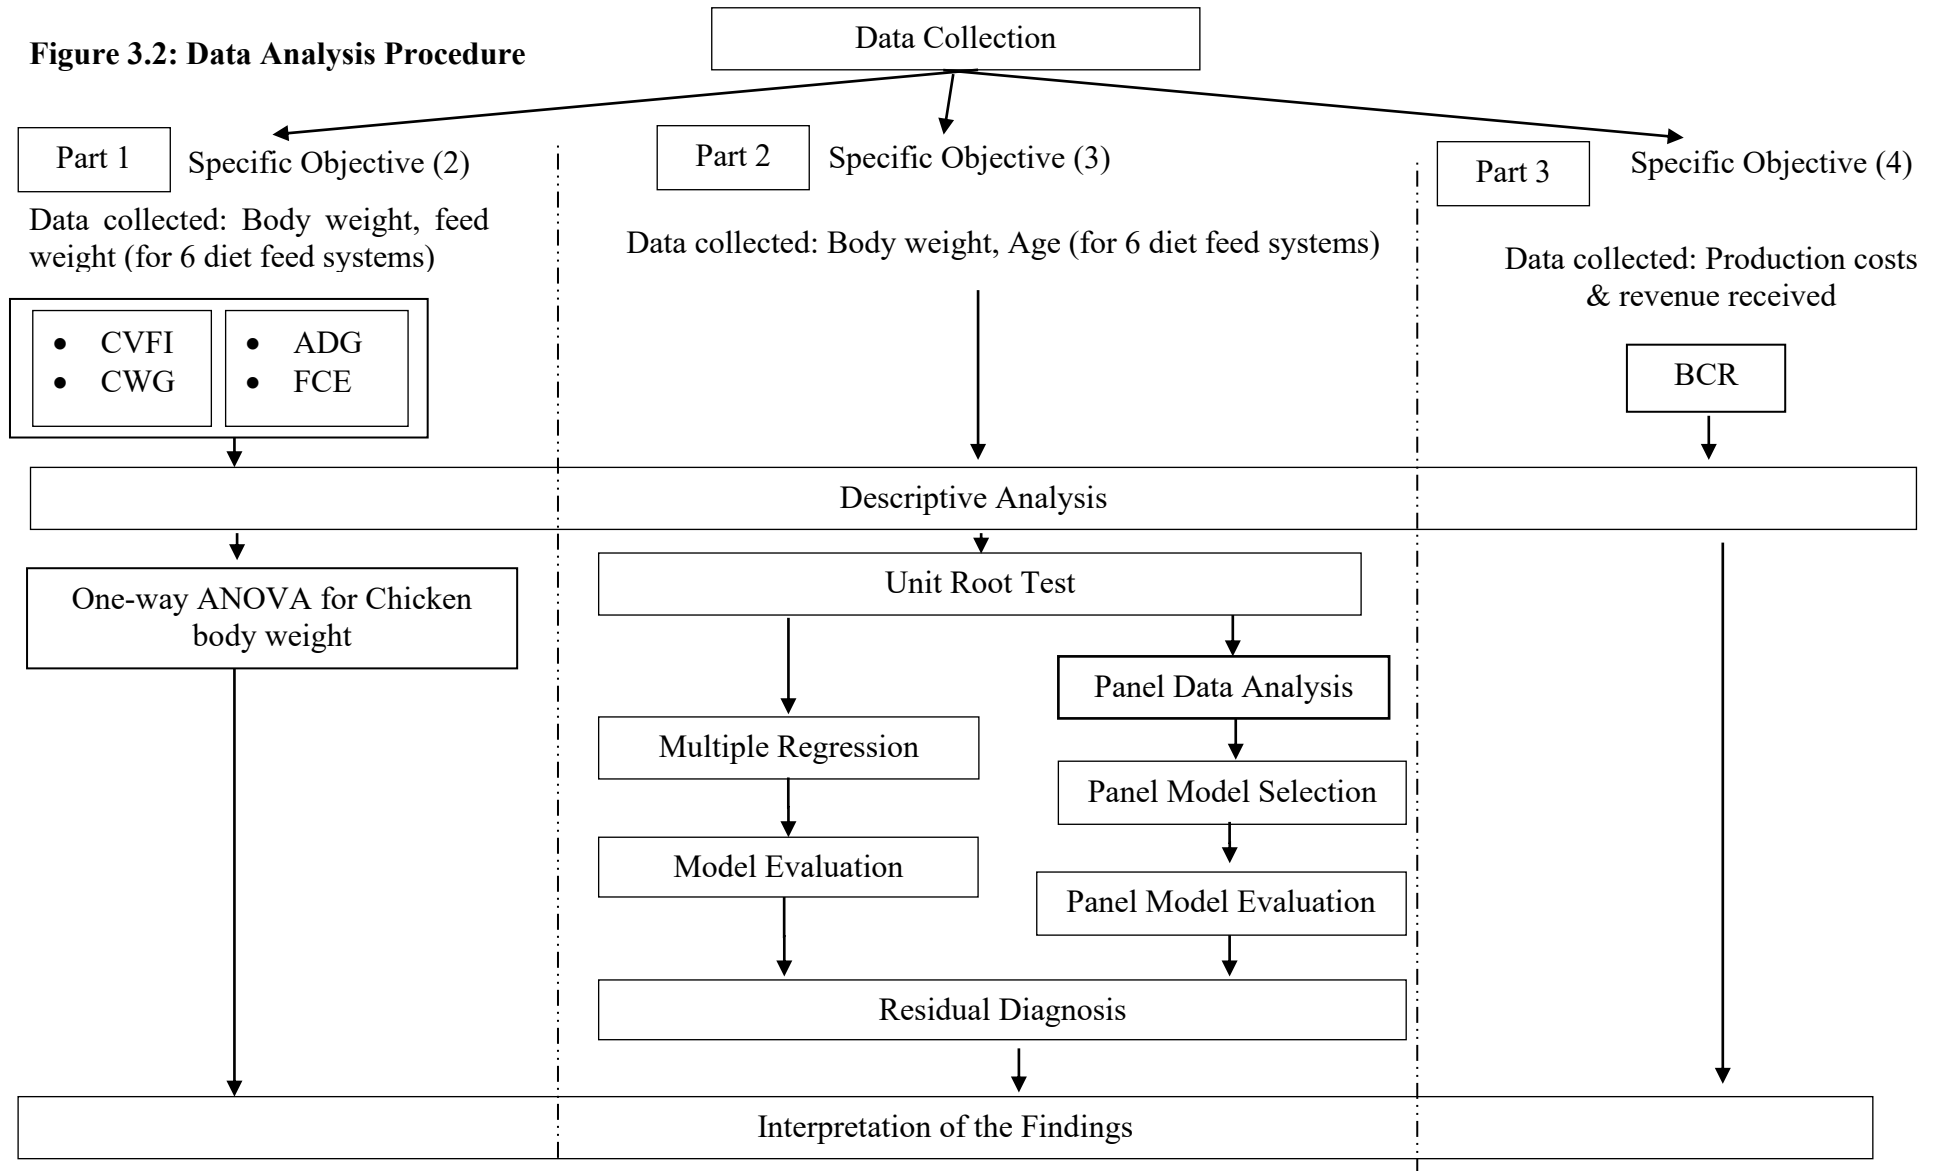 Figure 3.2: Data Analysis Procedure
Data Collection
Part 1
Specific Objective (2)
Data collected: Body weight, feed
weight (for 6 diet feed systems)
• CVFI
• CWG
• ADG
• FCE
Part 2
Specific Objective (3)
Data collected: Body weight, Age (for 6 diet feed systems)
Part 3
Specific Objective (4)
Data collected: Production costs
& revenue received
BCR
Descriptive Analysis
One-way ANOVA for Chicken
body weight
Unit Root Test
Multiple Regression
Model Evaluation
Panel Data Analysis
Panel Model Selection
Panel Model Evaluation
Residual Diagnosis
Interpretation of the Findings